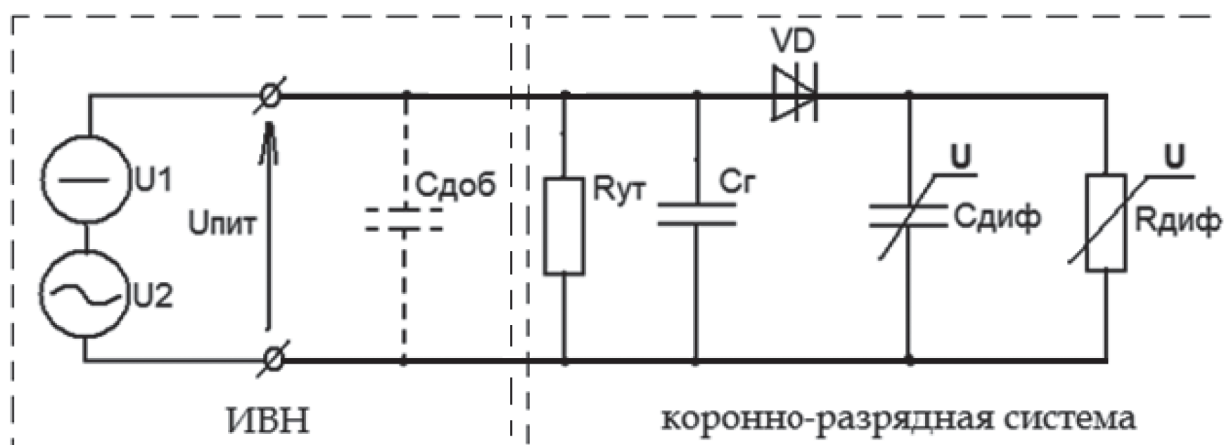 VD
U1
U2
Uпит
Cдоб
Rут
Cг
U
Cдиф
U
Rдиф
ИВН
коронно-разрядная система